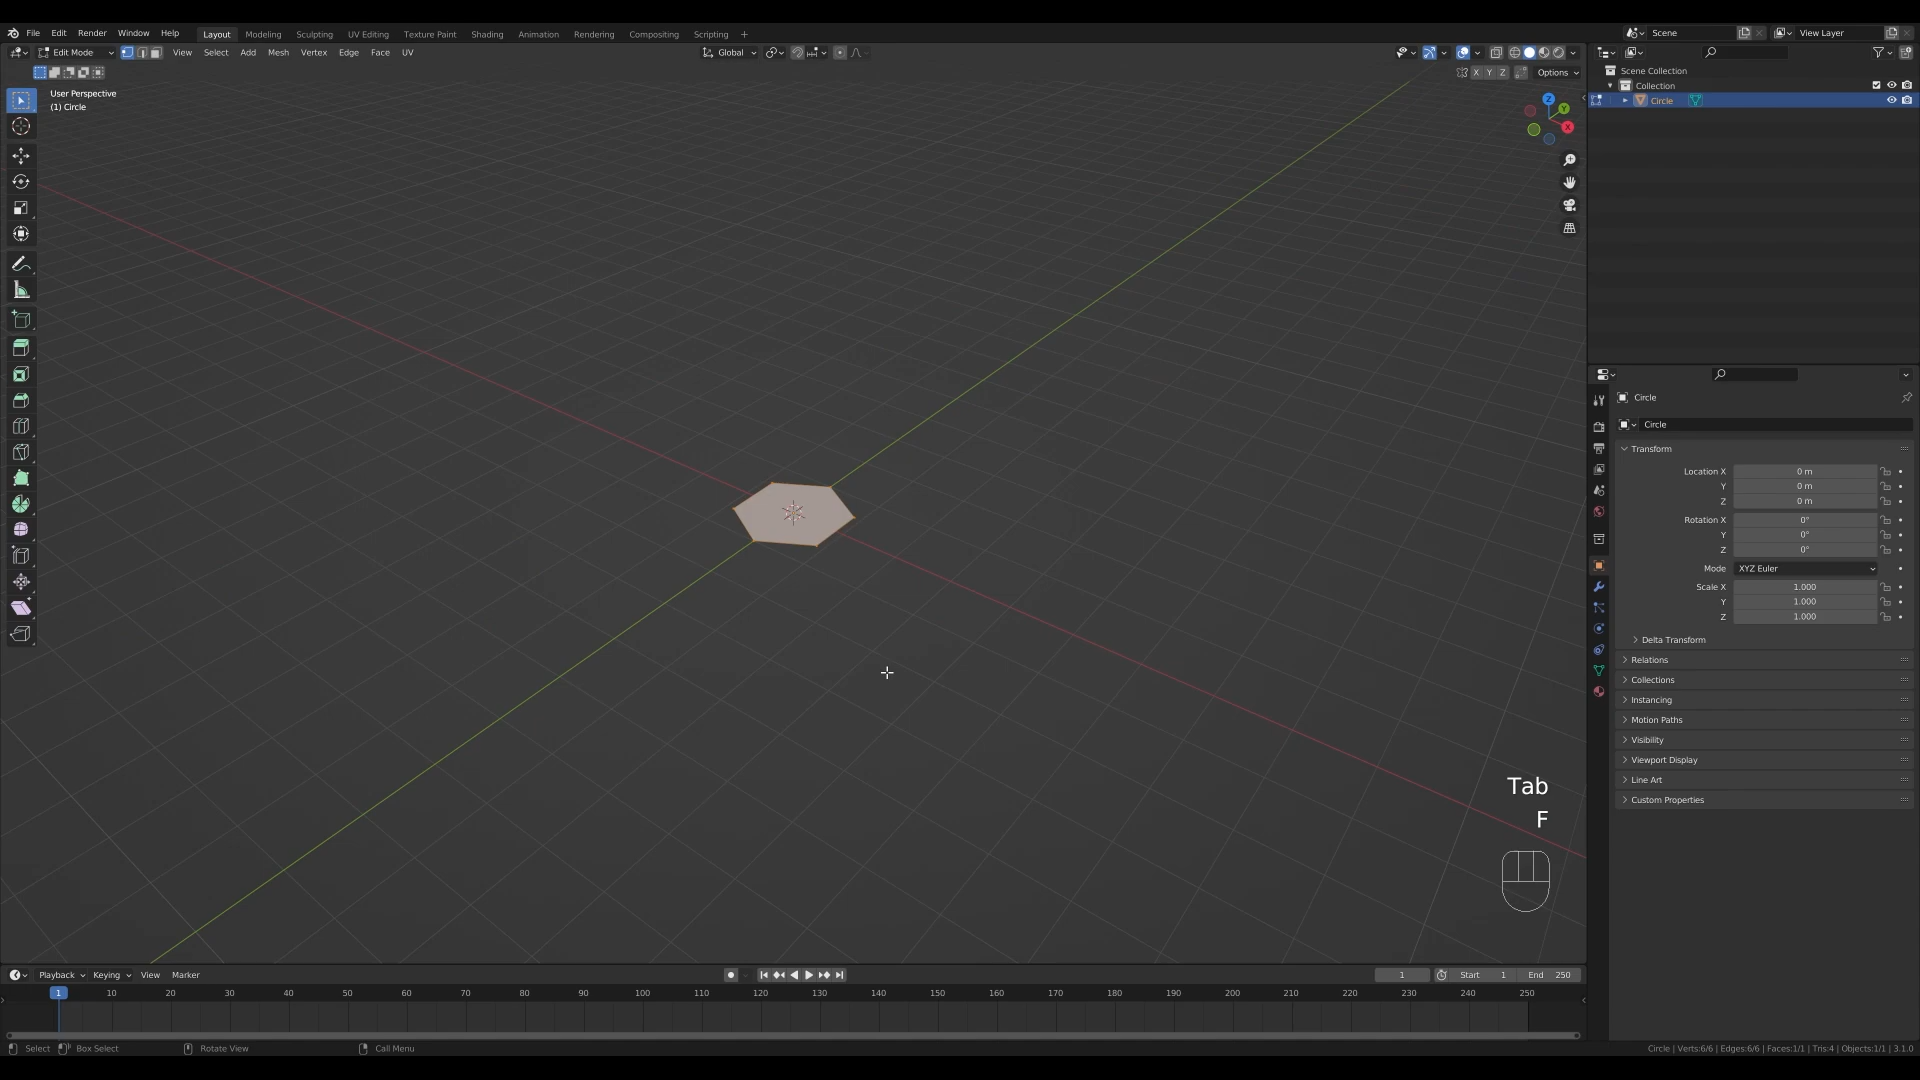 File Edit Render Window Help Layout Modeling Sculpting UV Editing Texture Paint Shading Animation Rendering Compositing Scripting + Scene View Layer
Edit Mode View Select Add Mesh Vertex Edge Face UV Global
X Y Z Options
User Perspective
(1) Circle
Z
Y
X
Scene Collection
Collection
Circle
Circle
Circle
Transform
Location X 0 m
Y 0 m
Z 0 m
Rotation X 0°
Y 0°
Z 0°
Mode XYZ Euler
Scale X 1.000
Y 1.000
Z 1.000
Delta Transform
Relations
Collections
Instancing
Motion Paths
Visibility
Viewport Display
Line Art
Custom Properties
Tab
F
Playback Keying View Marker 1 Start 1 End 250
1 10 20 30 40 50 60 70 80 90 100 110 120 130 140 150 160 170 180 190 200 210 220 230 240 250
Select Box Select Rotate View Call Menu Circle | Verts:6/6 | Edges:6/6 | Faces:1/1 | Tris:4 | Objects:1/1 | 3.1.0